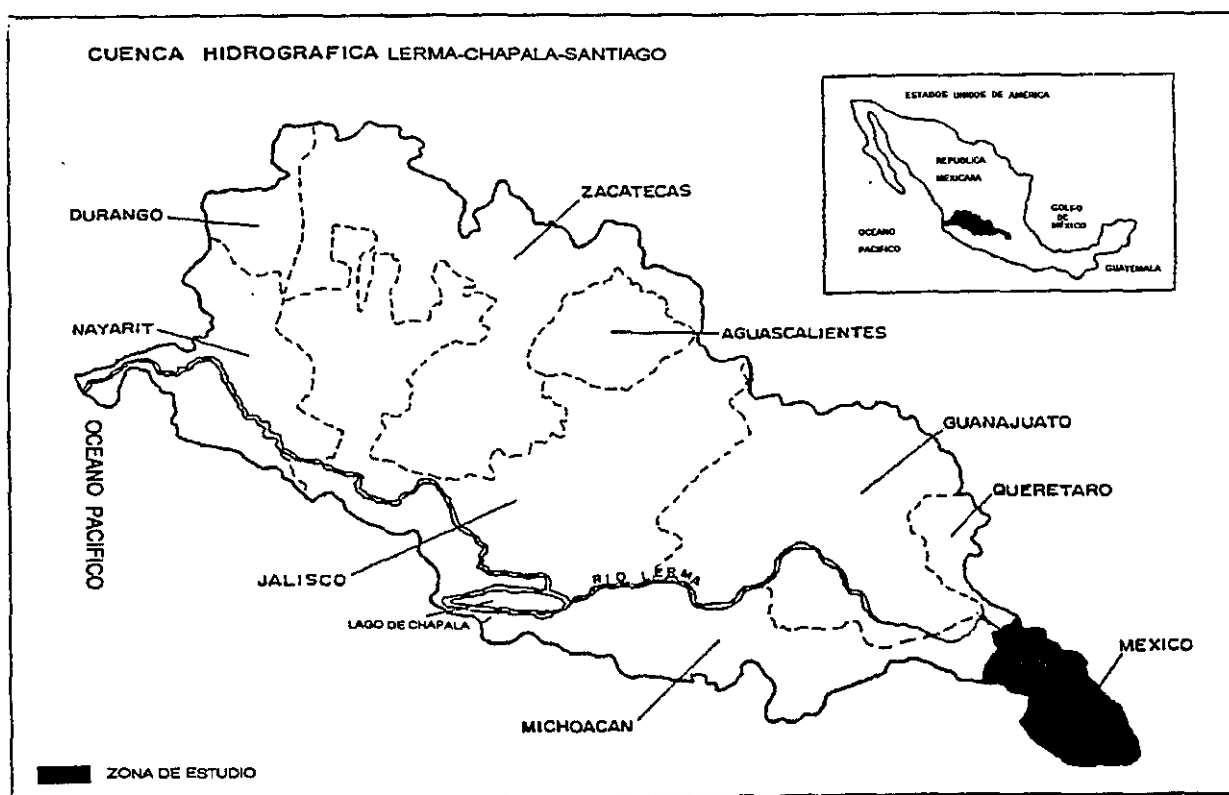 CUENCA HIDROGRAFICA LERMA-CHAPALA-SANTIAGO
ESTADOS UNIDOS DE AMÉRICA
REPUBLICA
MEXICANA
GOLFO
DE
MEXICO
OCEANO
PACIFICO
GUATEMALA
ZACATECAS
DURANGO
NAYARIT
AGUASCALIENTES
OCEANO PACIFICO
GUANAJUATO
QUERETARO
JALISCO
RIO LERMA
LAGO DE CHAPALA
MEXICO
MICHOACAN
ZONA DE ESTUDIO